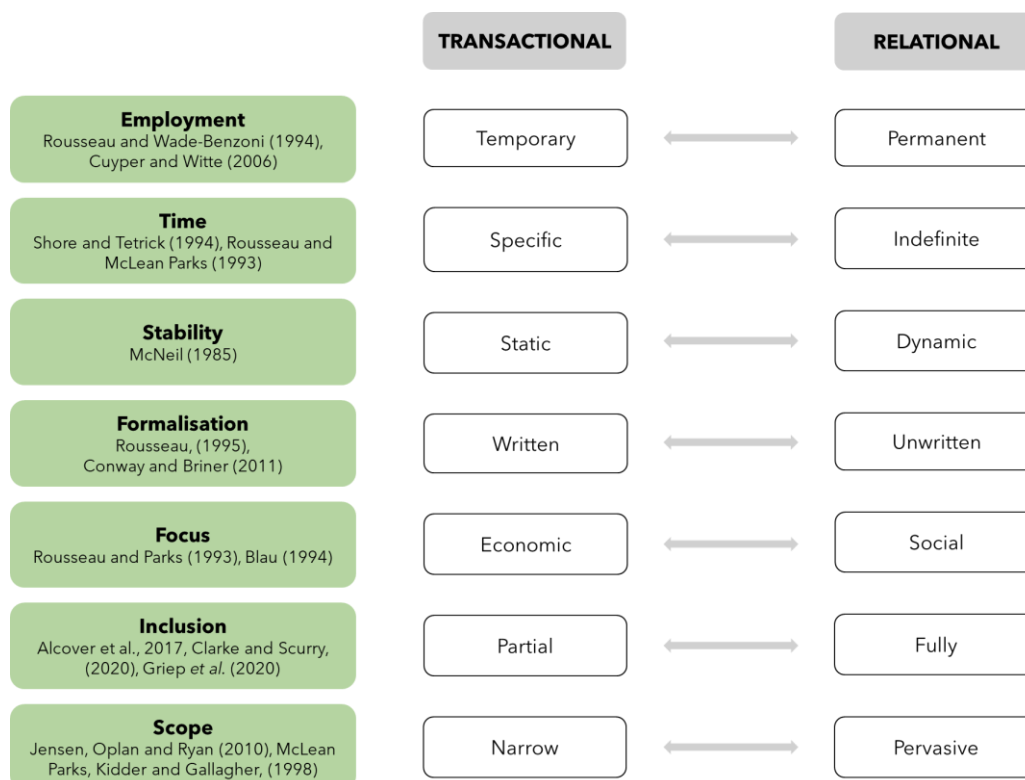 TRANSACTIONAL
RELATIONAL
Employment
Rousseau and Wade-Benzoni (1994),
Cuyper and Witte (2006)
Temporary
Permanent
Time
Shore and Tetrick (1994), Rousseau and
McLean Parks (1993)
Specific
Indefinite
Stability
McNeil (1985)
Static
Dynamic
Formalisation
Rousseau, (1995),
Conway and Briner (2011)
Written
Unwritten
Focus
Rousseau and Parks (1993), Blau (1994)
Economic
Social
Inclusion
Alcover et al., 2017, Clarke and Scurry,
(2020), Griep et al. (2020)
Partial
Fully
Scope
Jensen, Oplan and Ryan (2010), McLean
Parks, Kidder and Gallagher, (1998)
Narrow
Pervasive